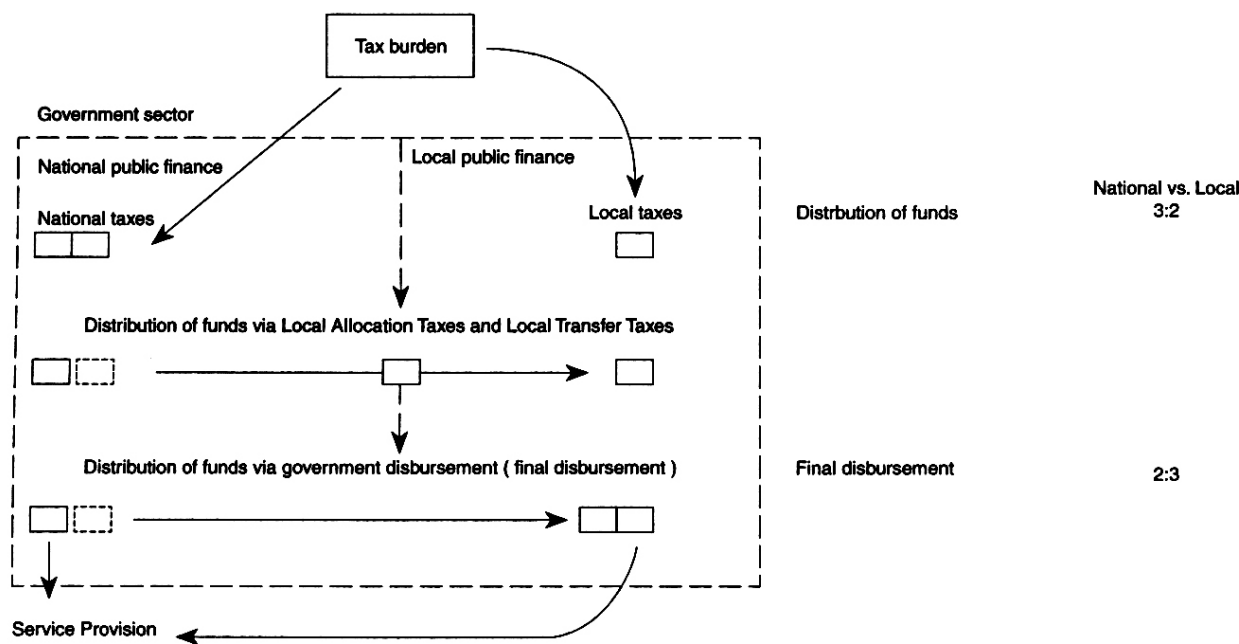 Tax burden
Government sector
National public finance
Local public finance
National taxes
Local taxes
Distrbution of funds
National vs. Local
3:2
Distribution of funds via Local Allocation Taxes and Local Transfer Taxes
Distribution of funds via government disbursement ( final disbursement )
Final disbursement
2:3
Service Provision